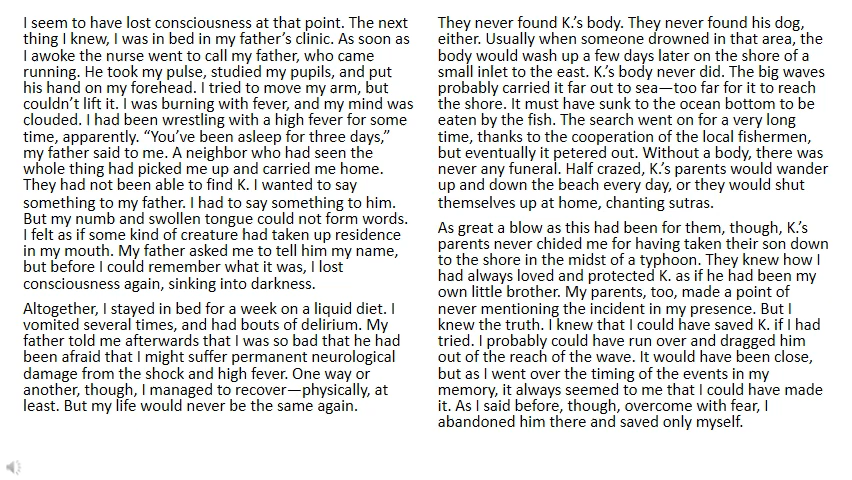 I seem to have lost consciousness at that point. The next
thing I knew, I was in bed in my father’s clinic. As soon as
I awoke the nurse went to call my father, who came
running. He took my pulse, studied my pupils, and put
his hand on my forehead. I tried to move my arm, but
couldn’t lift it. I was burning with fever, and my mind was
clouded. I had been wrestling with a high fever for some
time, apparently. “You’ve been asleep for three days,”
my father said to me. A neighbor who had seen the
whole thing had picked me up and carried me home.
They had not been able to find K. I wanted to say
something to my father. I had to say something to him.
But my numb and swollen tongue could not form words.
I felt as if some kind of creature had taken up residence
in my mouth. My father asked me to tell him my name,
but before I could remember what it was, I lost
consciousness again, sinking into darkness.
Altogether, I stayed in bed for a week on a liquid diet. I
vomited several times, and had bouts of delirium. My
father told me afterwards that I was so bad that he had
been afraid that I might suffer permanent neurological
damage from the shock and high fever. One way or
another, though, I managed to recover—physically, at
least. But my life would never be the same again.
They never found K.’s body. They never found his dog,
either. Usually when someone drowned in that area, the
body would wash up a few days later on the shore of a
small inlet to the east. K.’s body never did. The big waves
probably carried it far out to sea—too far for it to reach
the shore. It must have sunk to the ocean bottom to be
eaten by the fish. The search went on for a very long
time, thanks to the cooperation of the local fishermen,
but eventually it petered out. Without a body, there was
never any funeral. Half crazed, K.’s parents would wander
up and down the beach every day, or they would shut
themselves up at home, chanting sutras.
As great a blow as this had been for them, though, K.’s
parents never chided me for having taken their son down
to the shore in the midst of a typhoon. They knew how I
had always loved and protected K. as if he had been my
own little brother. My parents, too, made a point of
never mentioning the incident in my presence. But I
knew the truth. I knew that I could have saved K. if I had
tried. I probably could have run over and dragged him
out of the reach of the wave. It would have been close,
but as I went over the timing of the events in my
memory, it always seemed to me that I could have made
it. As I said before, though, overcome with fear, I
abandoned him there and saved only myself.